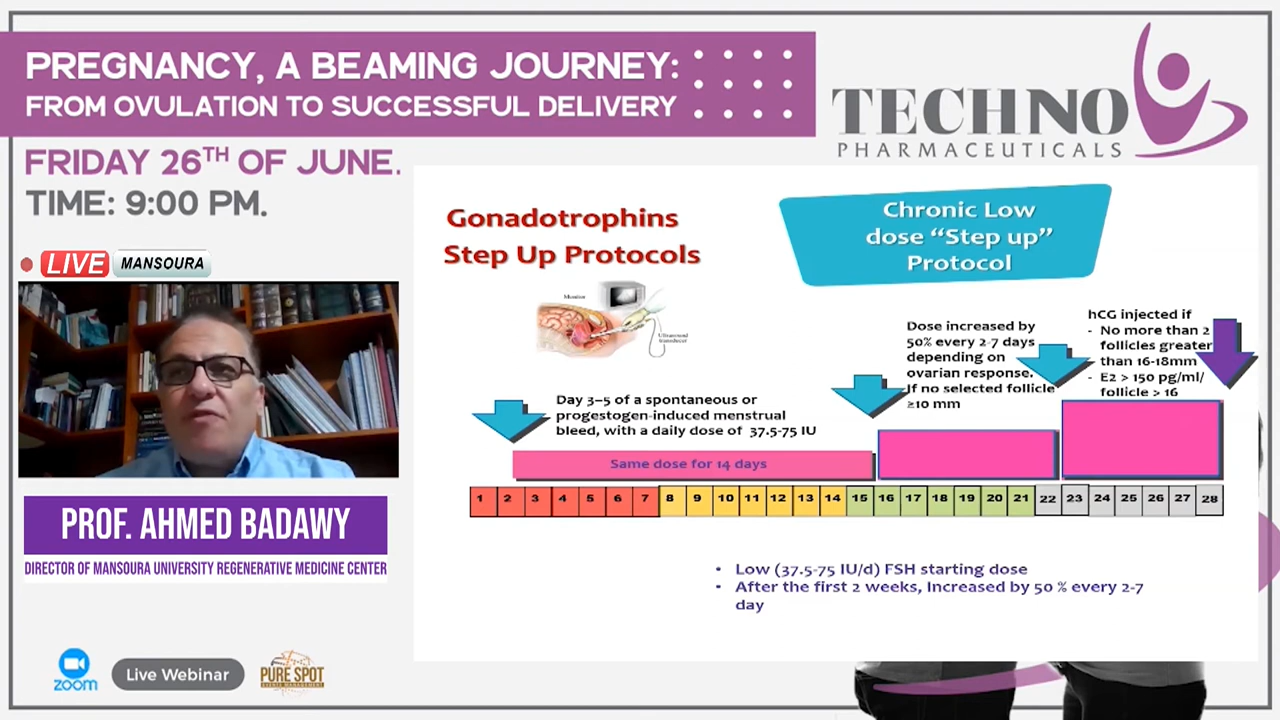 PREGNANCY, A BEAMING JOURNEY:
FROM OVULATION TO SUCCESSFUL DELIVERY
FRIDAY 26TH OF JUNE.
TIME: 9:00 PM.
TECHNO
PHARMACEUTICALS
LIVE
MANSOURA
PROF. AHMED BADAWY
DIRECTOR OF MANSOURA UNIVERSITY REGENERATIVE MEDICINE CENTER
zoom
Live Webinar
PURE SPOT
EVENTS MANAGEMENT
Gonadotrophins
Step Up Protocols
Chronic Low
dose “Step up”
Protocol
Monitor
Ultrasound
transducer
Day 3–5 of a spontaneous or
progestogen-induced menstrual
bleed, with a daily dose of 37.5-75 IU
Dose increased by
50% every 2-7 days
depending on
ovarian response.
If no selected follicle
≥10 mm
hCG injected if
- No more than 2
follicles greater
than 16-18mm
- E2 > 150 pg/ml/
follicle > 16
Same dose for 14 days
1 2 3 4 5 6 7 8 9 10 11 12 13 14 15 16 17 18 19 20 21 22 23 24 25 26 27 28
• Low (37.5-75 IU/d) FSH starting dose
• After the first 2 weeks, Increased by 50 % every 2-7
day